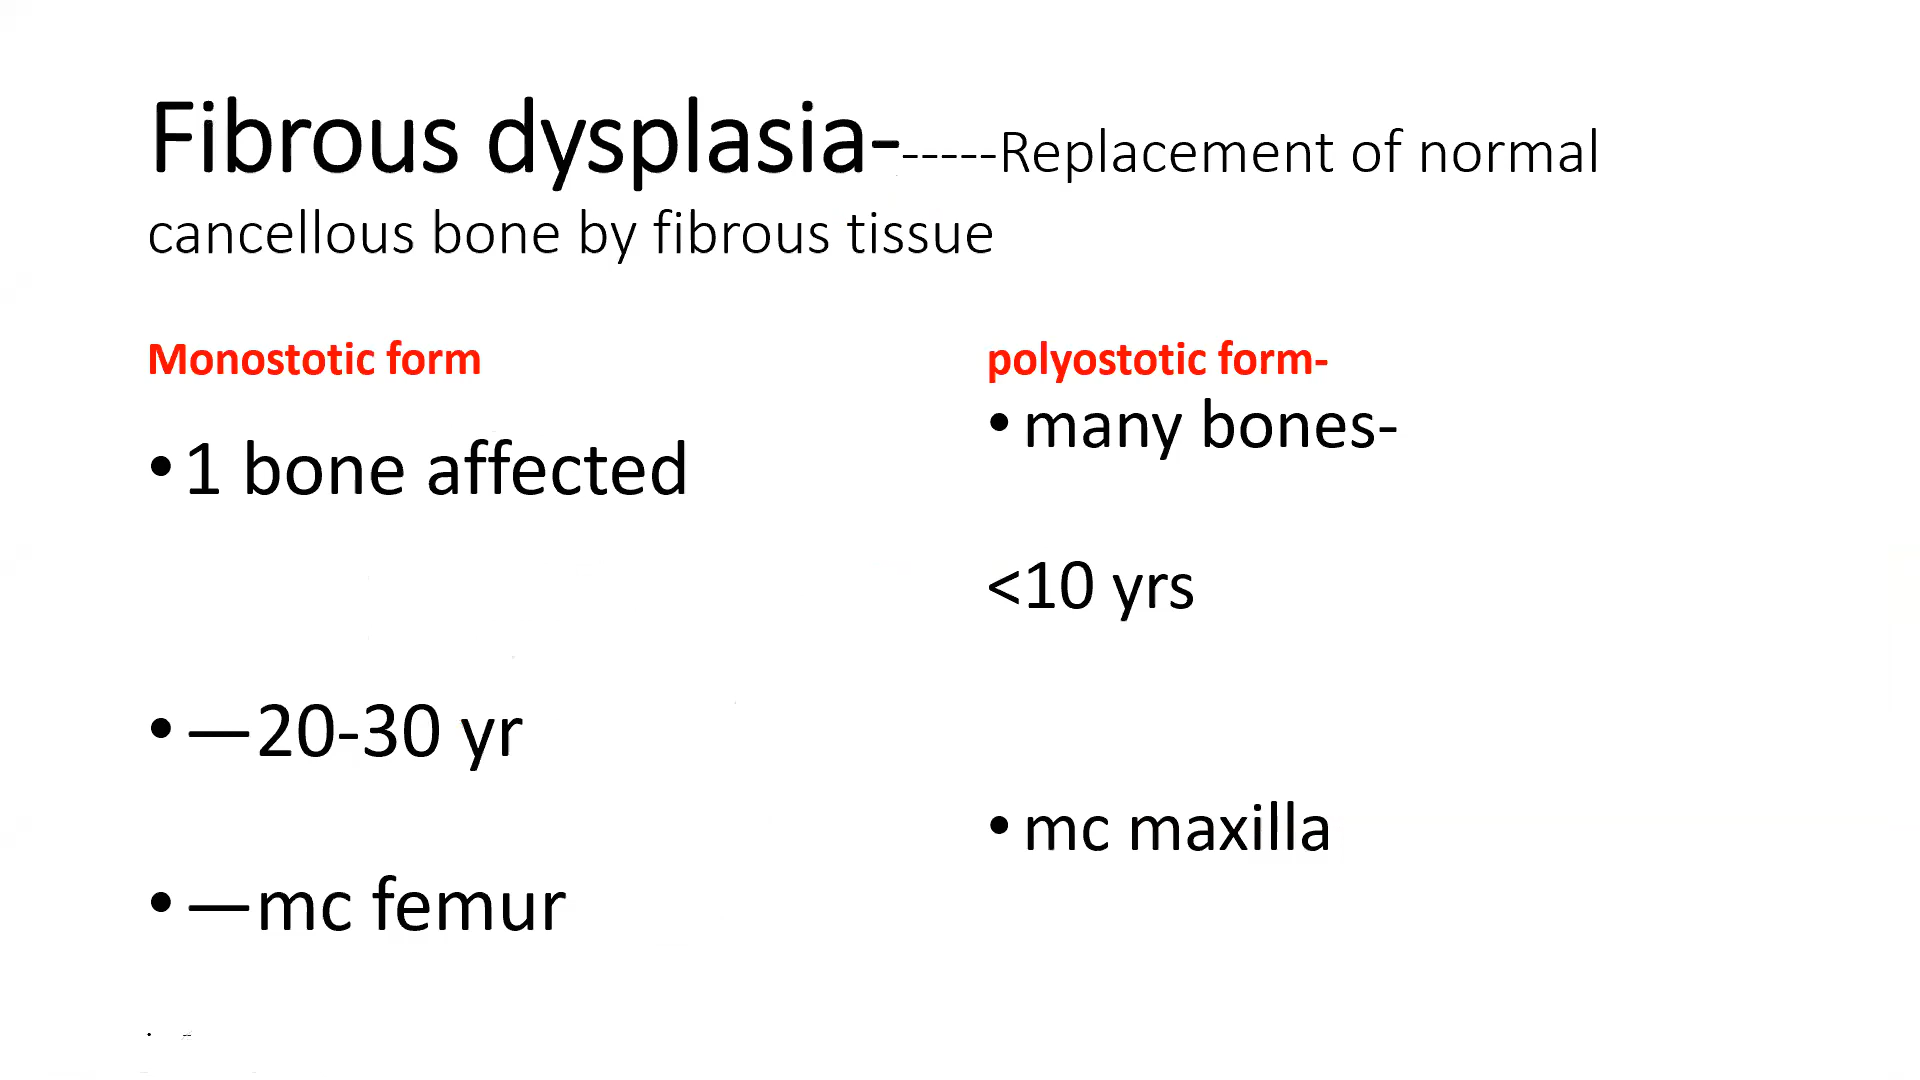 Fibrous dysplasia------Replacement of normal
cancellous bone by fibrous tissue
Monostotic form
• 1 bone affected
• —20-30 yr
• —mc femur
polyostotic form-
• many bones-
<10 yrs
• mc maxilla